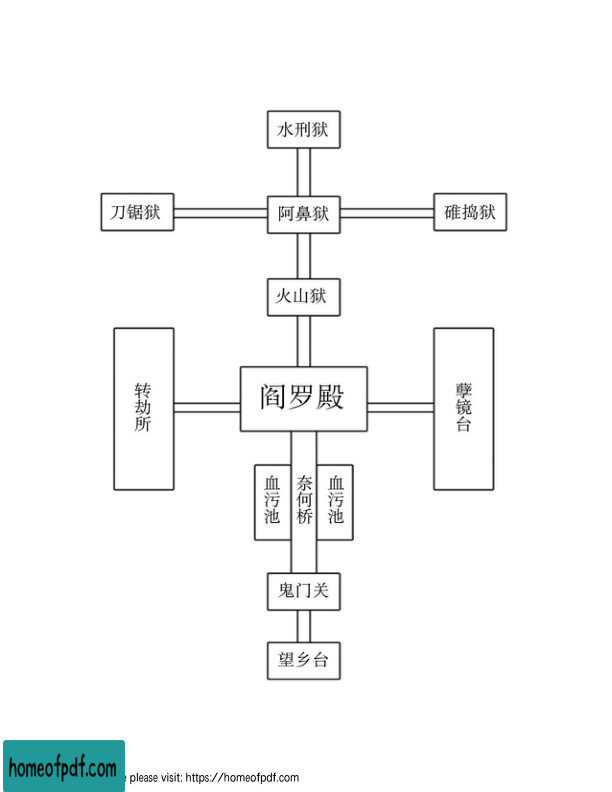 水刑狱
刀锯狱
阿鼻狱
碓捣狱
火山狱
转劫所
阎罗殿
孽镜台
血污池
奈何桥
血污池
鬼门关
望乡台
homeofpdf.com
e please visit: https://homeofpdf.com